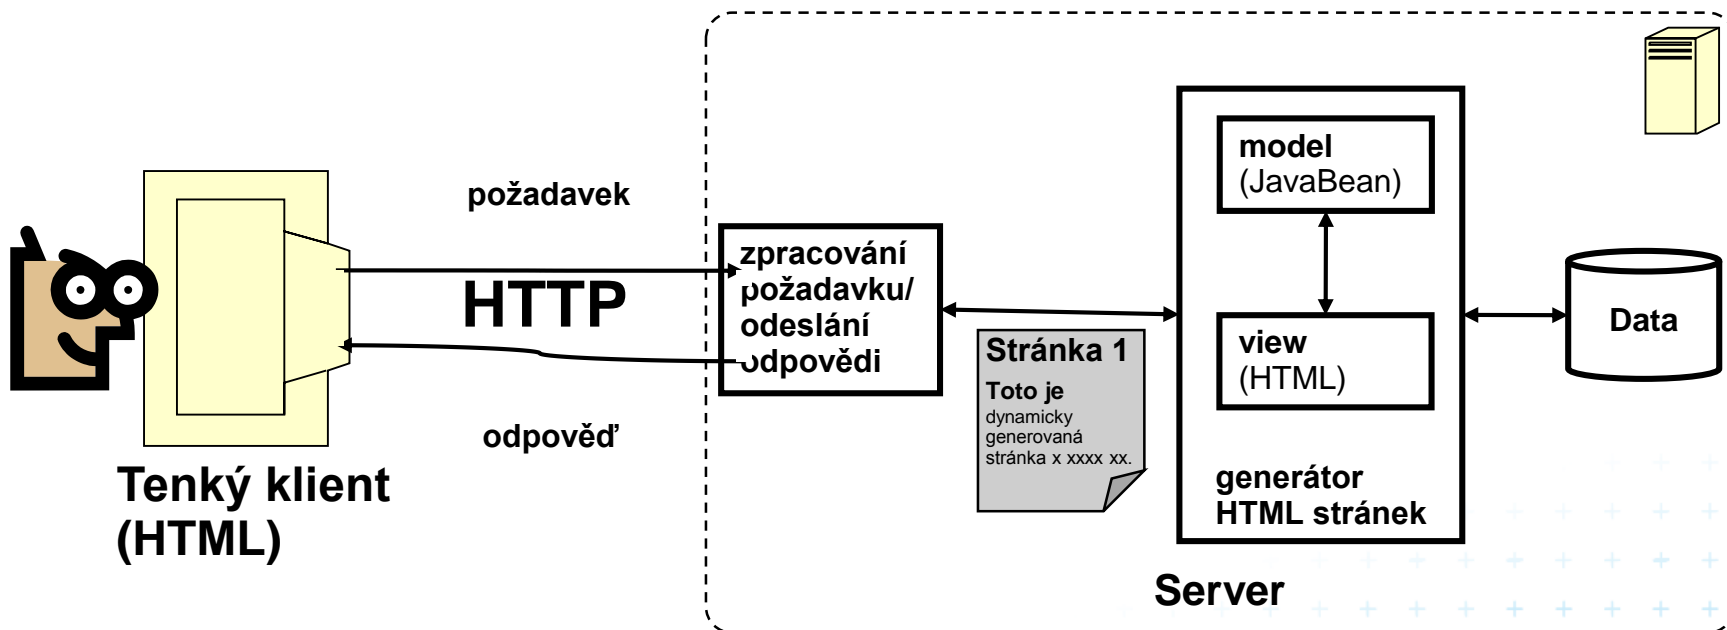 požadavek
HTTP
odpověď
Tenký klient
(HTML)
zpracování
požadavku/
odeslání
odpovědi
Stránka 1
Toto je
dynamicky
generovaná
stránka x xxxx xx.
model
(JavaBean)
view
(HTML)
generátor
HTML stránek
Data
Server